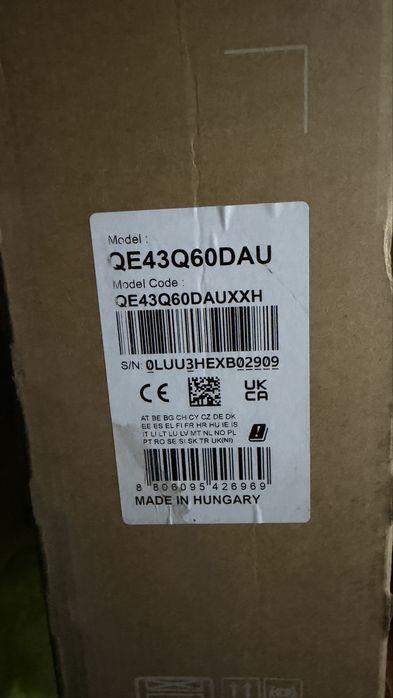 Model :
QE43Q60DAU
Model Code :
QE43Q60DAUXXH
S/N: 0LUU3HEXB02909
CE
UK
CA
AT BE BG CH CY CZ DE DK
EE ES EL FI FR HR HU IE IS
IT LI LT LU LV MT NL NO PL
PT RO SE SI SK TR UK(NI)
8 806095 426969
MADE IN HUNGARY